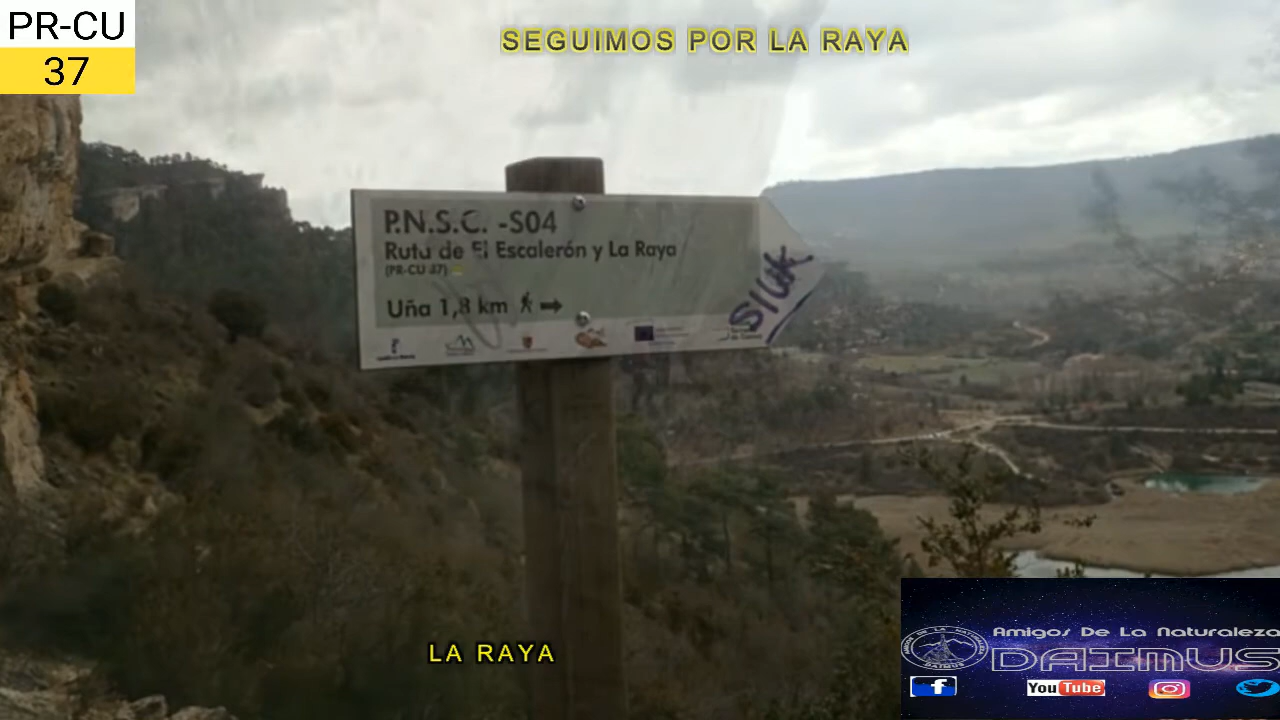 PR-CU
37
SEGUIMOS POR LA RAYA
P.N.S.C. -S04
Ruta de El Escalerón y La Raya
(PR-CU 37)
Uña 1,8 km
SIUK
LA RAYA
Amigos De La Naturaleza
DAIMUS
YouTube